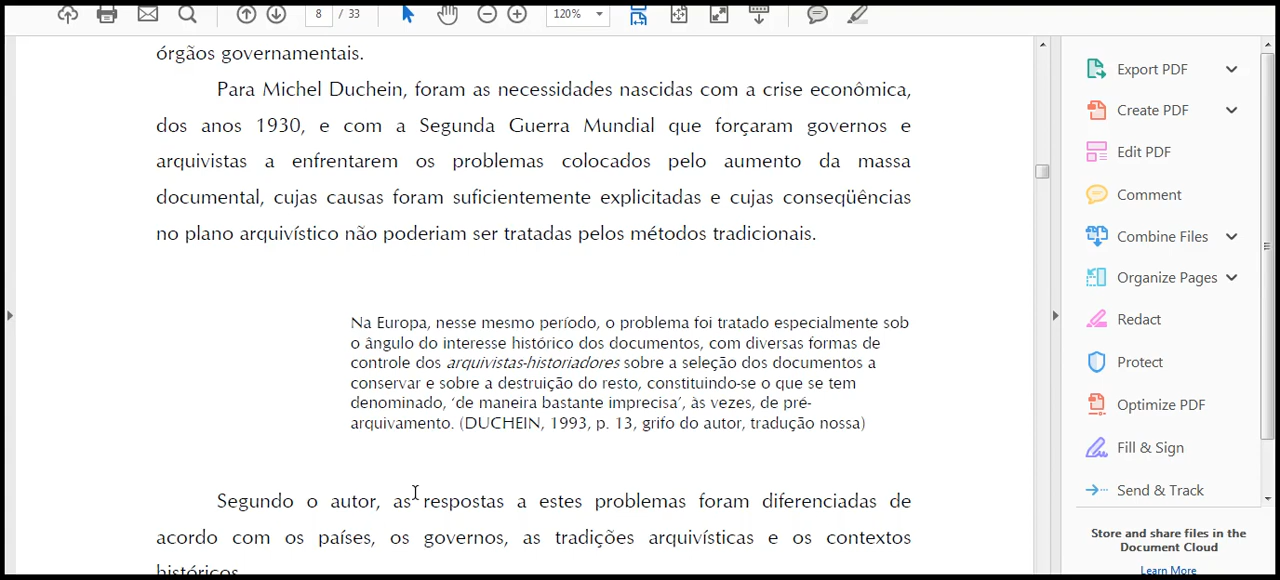 8 / 33
120%
órgãos governamentais.
Para Michel Duchein, foram as necessidades nascidas com a crise econômica,
dos anos 1930, e com a Segunda Guerra Mundial que forçaram governos e
arquivistas a enfrentarem os problemas colocados pelo aumento da massa
documental, cujas causas foram suficientemente explicitadas e cujas conseqüências
no plano arquivístico não poderiam ser tratadas pelos métodos tradicionais.
Na Europa, nesse mesmo período, o problema foi tratado especialmente sob
o ângulo do interesse histórico dos documentos, com diversas formas de
controle dos arquivistas-historiadores sobre a seleção dos documentos a
conservar e sobre a destruição do resto, constituindo-se o que se tem
denominado, ‘de maneira bastante imprecisa’, às vezes, de pré-
arquivamento. (DUCHEIN, 1993, p. 13, grifo do autor, tradução nossa)
Segundo o autor, as respostas a estes problemas foram diferenciadas de
acordo com os países, os governos, as tradições arquivísticas e os contextos
históricos.
Export PDF
Create PDF
Edit PDF
Comment
Combine Files
Organize Pages
Redact
Protect
Optimize PDF
Fill & Sign
Send & Track
Store and share files in the
Document Cloud
Learn More